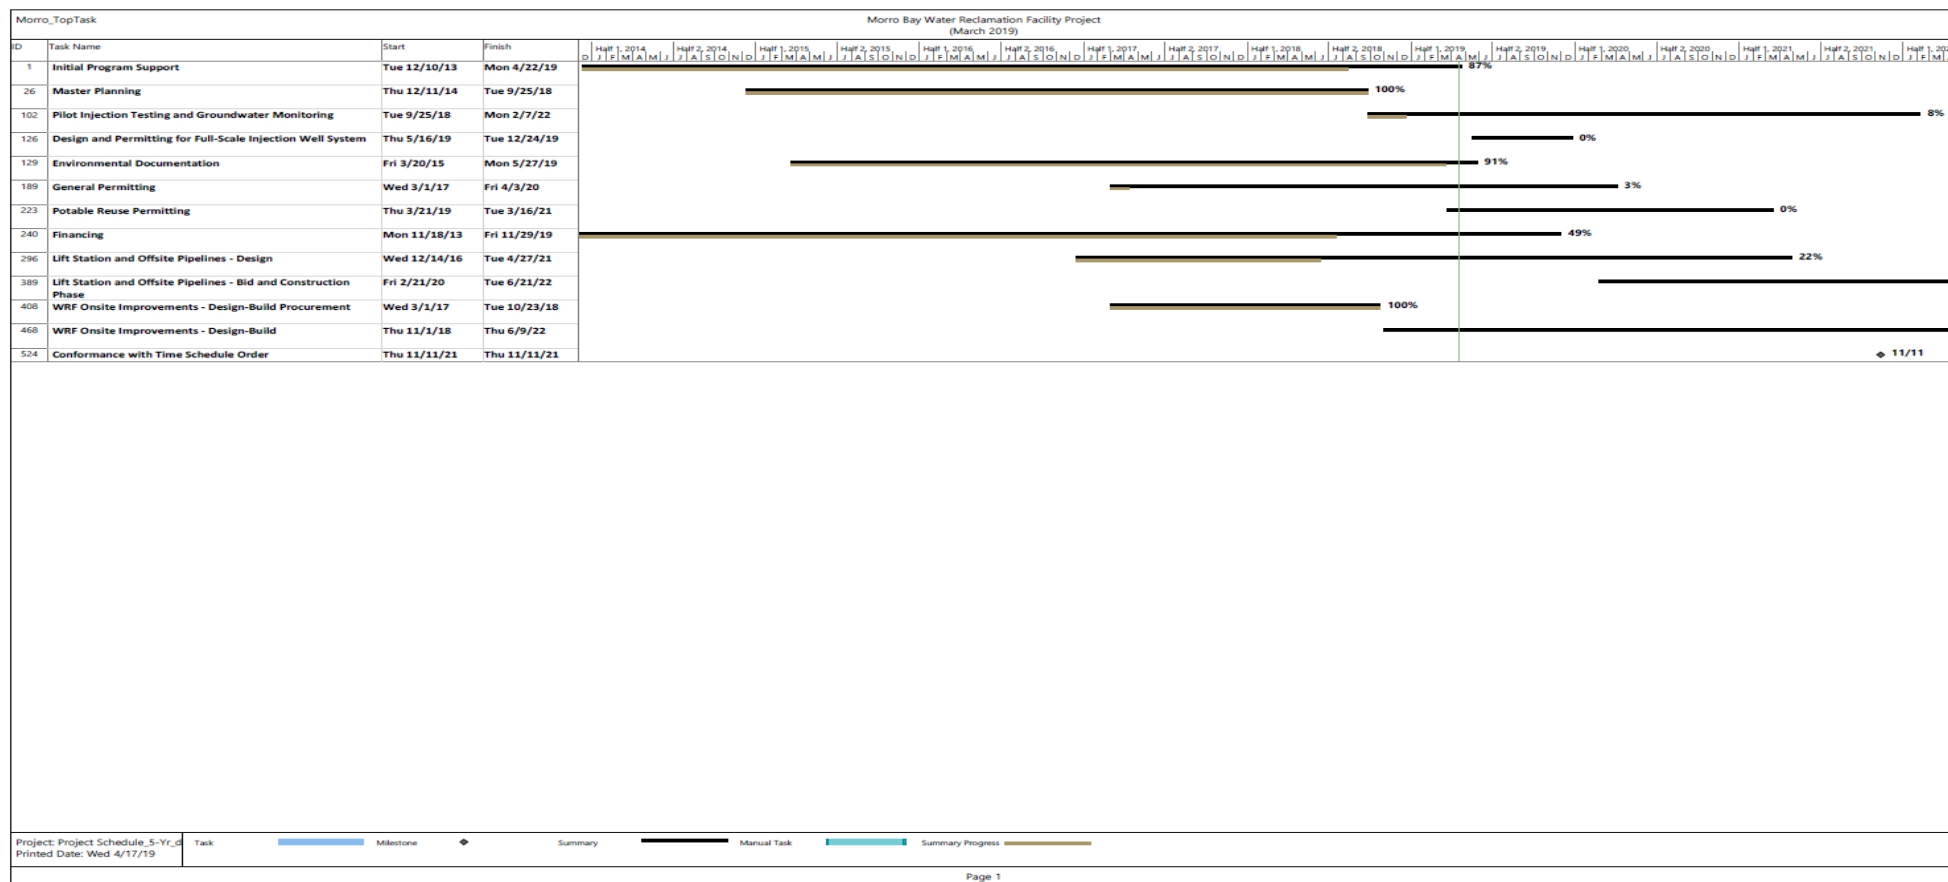 Morro_TopTask
Morro Bay Water Reclamation Facility Project
(March 2019)
ID Task Name Start Finish Half 1, 2014 Half 2, 2014 Half 1, 2015 Half 2, 2015 Half 1, 2016 Half 2, 2016 Half 1, 2017 Half 2, 2017 Half 1, 2018 Half 2, 2018 Half 1, 2019 Half 2, 2019 Half 1, 2020 Half 2, 2020 Half 1, 2021 Half 2, 2021 Half 1, 202
D J F M A M J J A S O N D J F M A M J J A S O N D J F M A M J J A S O N D J F M A M J J A S O N D J F M A M J J A S O N D J F M A M J J A S O N D J F M A M J J A S O N D J F M A M J J A S O N D J F M
1 Initial Program Support Tue 12/10/13 Mon 4/22/19 87%
26 Master Planning Thu 12/11/14 Tue 9/25/18 100%
102 Pilot Injection Testing and Groundwater Monitoring Tue 9/25/18 Mon 2/7/22 8%
126 Design and Permitting for Full-Scale Injection Well System Thu 5/16/19 Tue 12/24/19 0%
129 Environmental Documentation Fri 3/20/15 Mon 5/27/19 91%
189 General Permitting Wed 3/1/17 Fri 4/3/20 3%
223 Potable Reuse Permitting Thu 3/21/19 Tue 3/16/21 0%
240 Financing Mon 11/18/13 Fri 11/29/19 49%
296 Lift Station and Offsite Pipelines - Design Wed 12/14/16 Tue 4/27/21 22%
389 Lift Station and Offsite Pipelines - Bid and Construction Fri 2/21/20 Tue 6/21/22
Phase
408 WRF Onsite Improvements - Design-Build Procurement Wed 3/1/17 Tue 10/23/18 100%
468 WRF Onsite Improvements - Design-Build Thu 11/1/18 Thu 6/9/22
524 Conformance with Time Schedule Order Thu 11/11/21 Thu 11/11/21 11/11
Project: Project Schedule_5-Yr_d
Printed Date: Wed 4/17/19
Task Milestone Summary Manual Task Summary Progress
Page 1